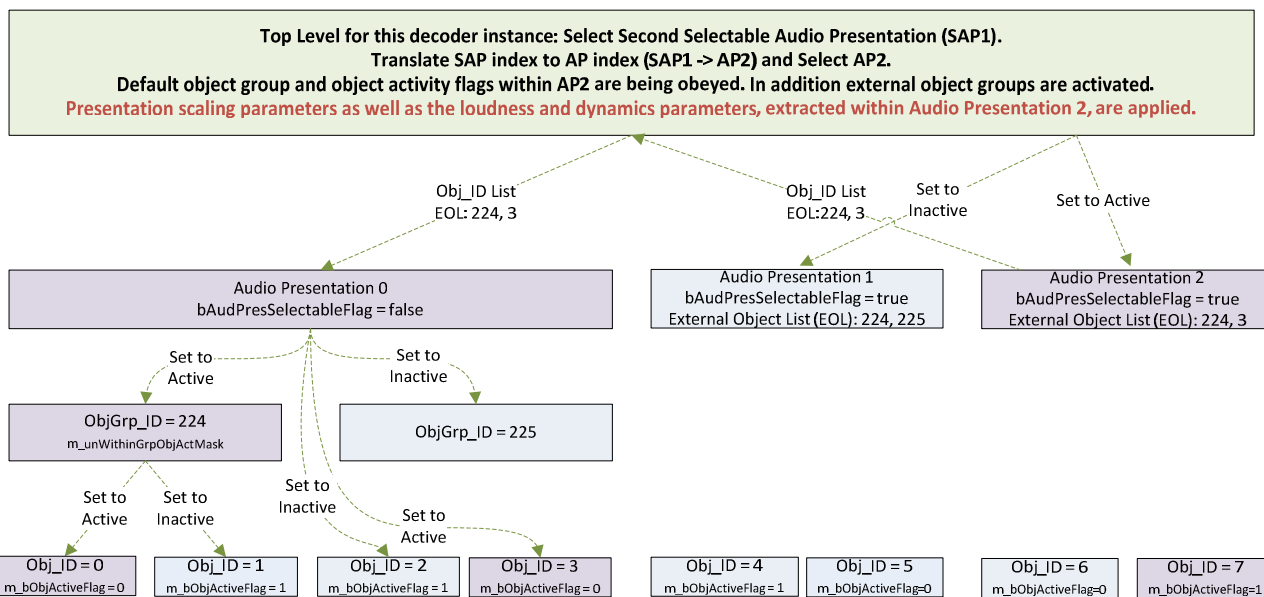 Top Level for this decoder instance: Select Second Selectable Audio Presentation (SAP1).
Translate SAP index to AP index (SAP1 -> AP2) and Select AP2.
Default object group and object activity flags within AP2 are being obeyed. In addition external object groups are activated.
Presentation scaling parameters as well as the loudness and dynamics parameters, extracted within Audio Presentation 2, are applied.
Obj_ID List
EOL: 224, 3
Obj_ID List
EOL:224, 3
Set to
Inactive
Set to Active
Audio Presentation 0
bAudPresSelectableFlag = false
Audio Presentation 1
bAudPresSelectableFlag = true
External Object List (EOL): 224, 225
Audio Presentation 2
bAudPresSelectableFlag = true
External Object List (EOL): 224, 3
Set to
Active
Set to
Inactive
ObjGrp_ID = 224
m_unWithinGrpObjActMask
ObjGrp_ID = 225
Set to
Active
Set to
Inactive
Set to
Inactive
Set to
Active
Obj_ID = 0
m_bObjActiveFlag = 0
Obj_ID = 1
m_bObjActiveFlag = 1
Obj_ID = 2
m_bObjActiveFlag = 1
Obj_ID = 3
m_bObjActiveFlag = 0
Obj_ID = 4
m_bObjActiveFlag = 1
Obj_ID = 5
m_bObjActiveFlag=0
Obj_ID = 6
m_bObjActiveFlag=0
Obj_ID = 7
m_bObjActiveFlag=1